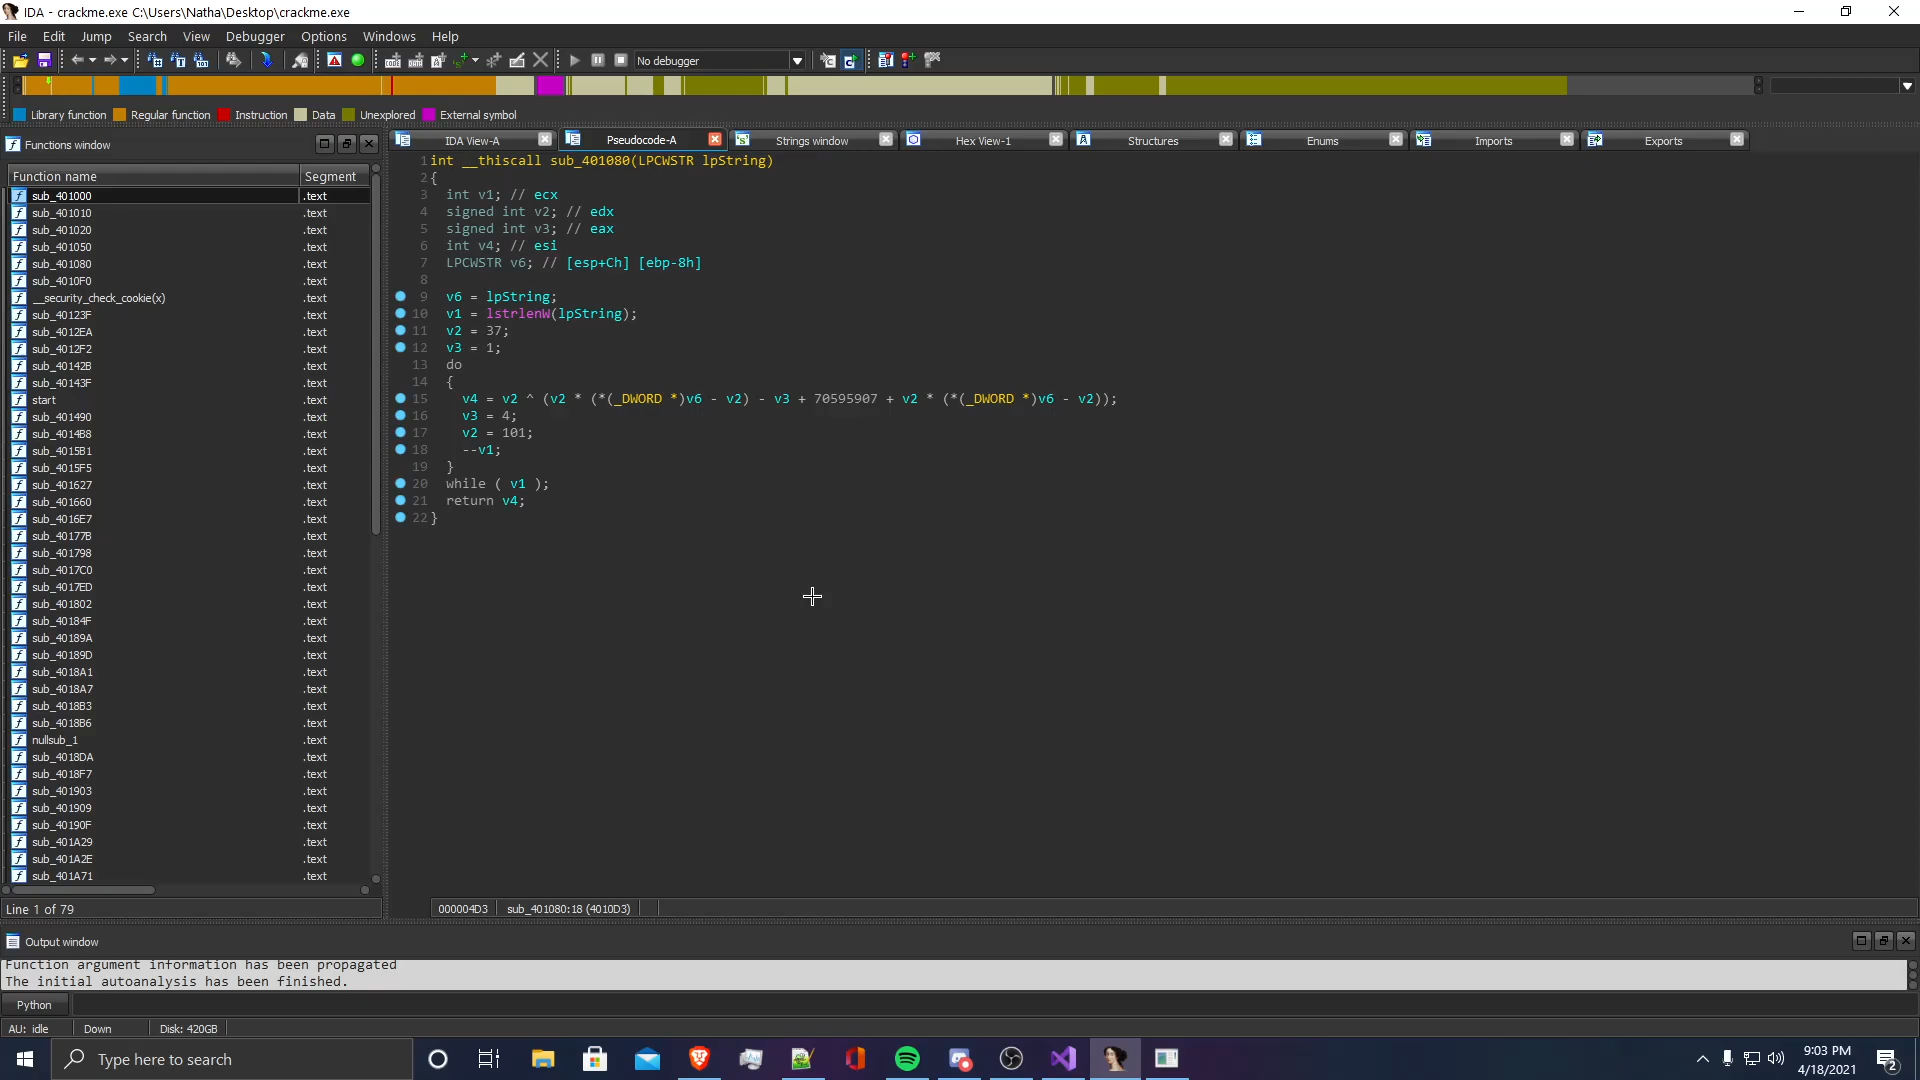 IDA - crackme.exe C:\Users\Natha\Desktop\crackme.exe
File Edit Jump Search View Debugger Options Windows Help
No debugger
Library function Regular function Instruction Data Unexplored External symbol
Functions window
IDA View-A Pseudocode-A Strings window Hex View-1 Structures Enums Imports Exports
Function name Segment
sub_401000 .text
sub_401010 .text
sub_401020 .text
sub_401050 .text
sub_401080 .text
sub_4010F0 .text
__security_check_cookie(x) .text
sub_40123F .text
sub_4012EA .text
sub_4012F2 .text
sub_40142B .text
sub_40143F .text
start .text
sub_401490 .text
sub_4014B8 .text
sub_4015B1 .text
sub_4015F5 .text
sub_401627 .text
sub_401660 .text
sub_4016E7 .text
sub_40177B .text
sub_401798 .text
sub_4017C0 .text
sub_4017ED .text
sub_401802 .text
sub_40184F .text
sub_40189A .text
sub_40189D .text
sub_4018A1 .text
sub_4018A7 .text
sub_4018B3 .text
sub_4018B6 .text
nullsub_1 .text
sub_4018DA .text
sub_4018F7 .text
sub_401903 .text
sub_401909 .text
sub_40190F .text
sub_401A29 .text
sub_401A2E .text
sub_401A71 .text
Line 1 of 79
1 int __thiscall sub_401080(LPCWSTR lpString)
2 {
3 int v1; // ecx
4 signed int v2; // edx
5 signed int v3; // eax
6 int v4; // esi
7 LPCWSTR v6; // [esp+Ch] [ebp-8h]
8
9 v6 = lpString;
10 v1 = lstrlenW(lpString);
11 v2 = 37;
12 v3 = 1;
13 do
14 {
15 v4 = v2 ^ (v2 * (*(_DWORD *)v6 - v2) - v3 + 70595907 + v2 * (*(_DWORD *)v6 - v2));
16 v3 = 4;
17 v2 = 101;
18 --v1;
19 }
20 while ( v1 );
21 return v4;
22 }
000004D3 sub_401080:18 (4010D3)
Output window
Function argument information has been propagated
The initial autoanalysis has been finished.
Python
AU: idle Down Disk: 420GB
Type here to search
9:03 PM
4/18/2021
2